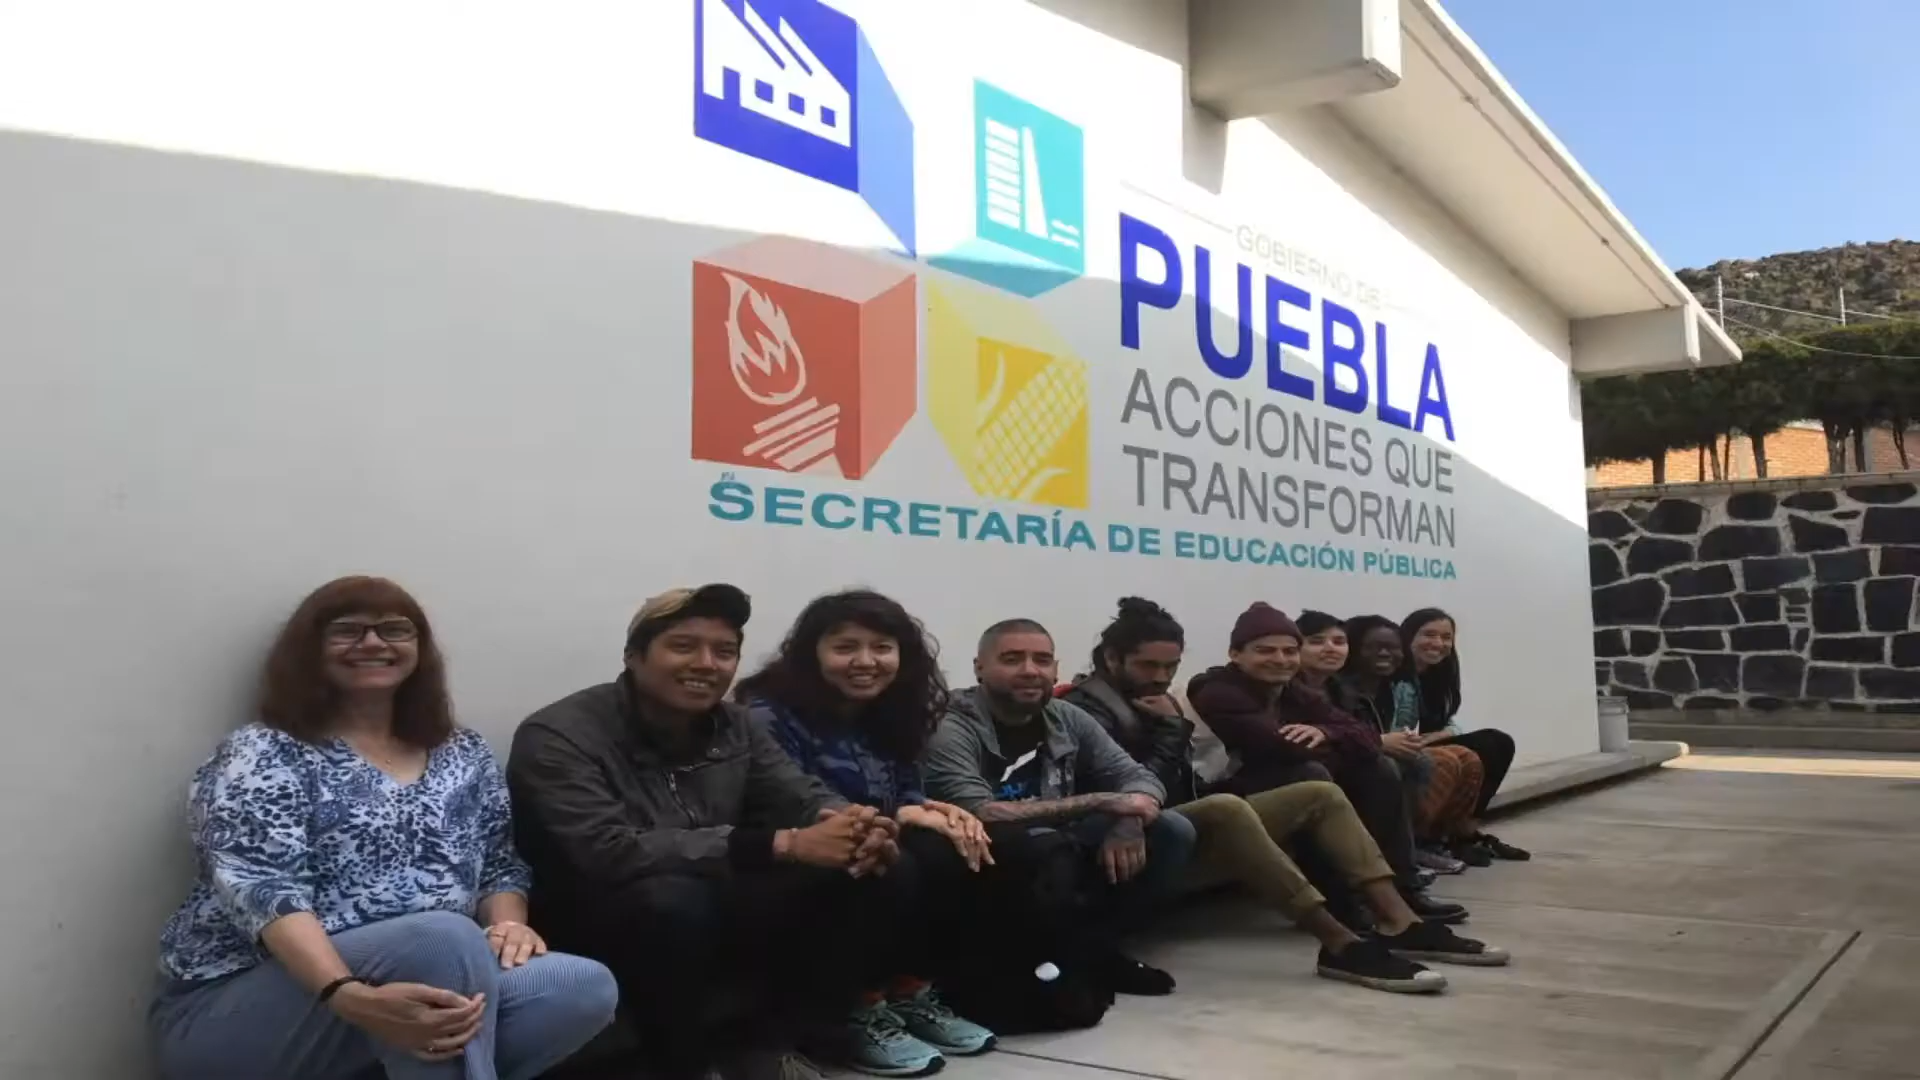 GOBIERNO DE
PUEBLA
ACCIONES QUE
TRANSFORMAN
SECRETARÍA DE EDUCACIÓN PÚBLICA